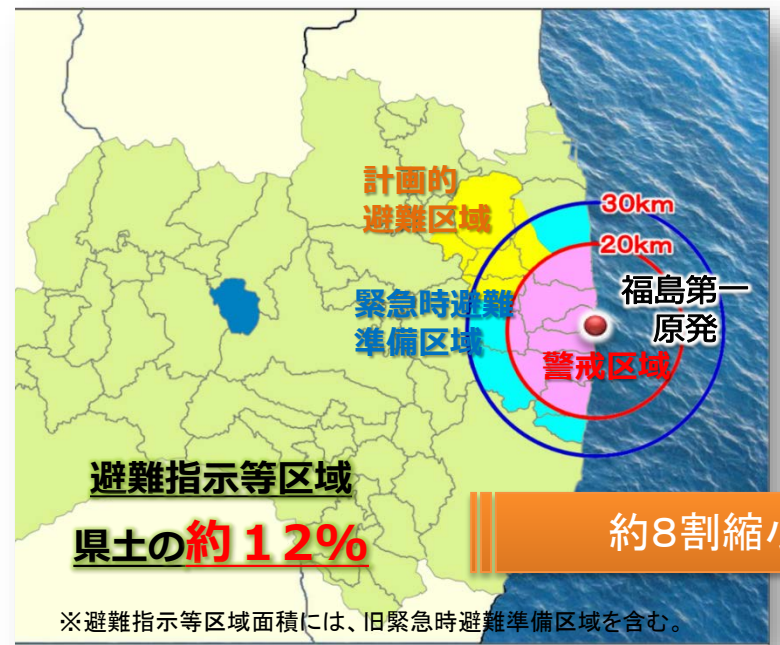 計画的
避難区域
30km
20km
緊急時避難
準備区域
福島第一
原発
警戒区域
避難指示等区域
県土の約12%
約8割縮
※避難指示等区域面積には、旧緊急時避難準備区域を含む。